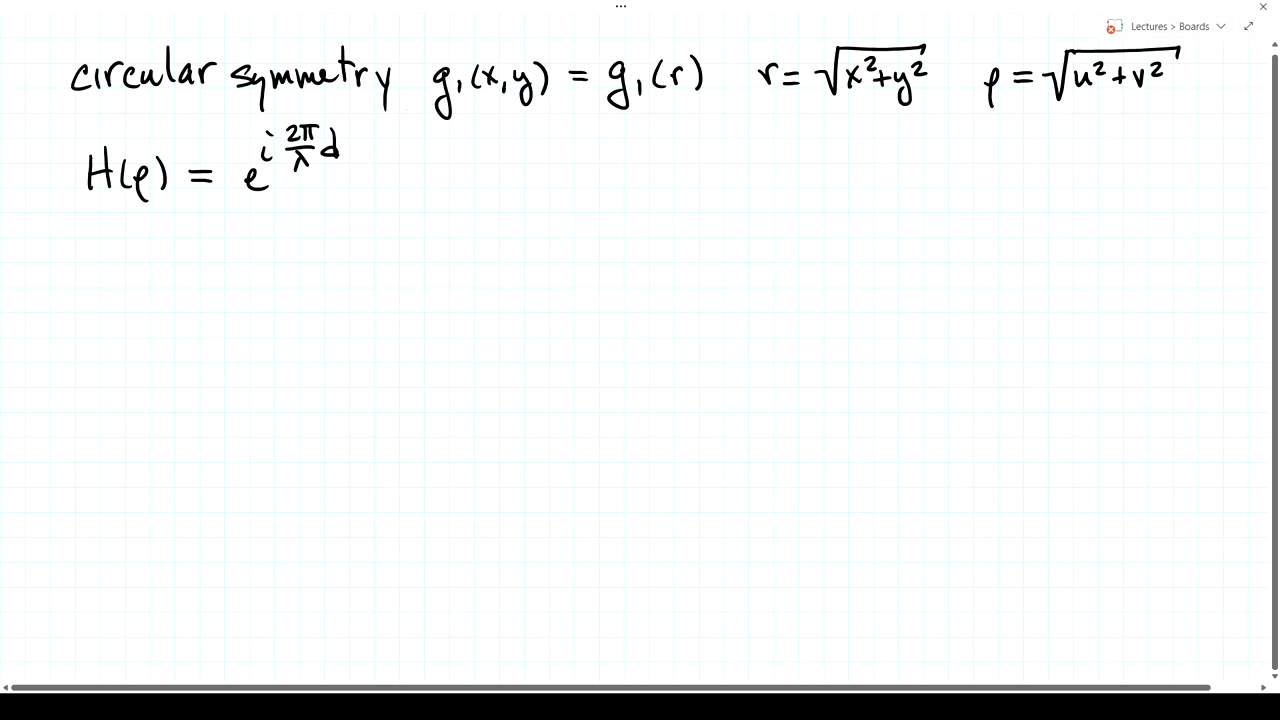 Lectures > Boards
circular symmetry g₁(x,y) = g₁(r) r = √(x²+y²) ρ = √(u²+v²)
H(ρ) = e^(i 2π/λ d)